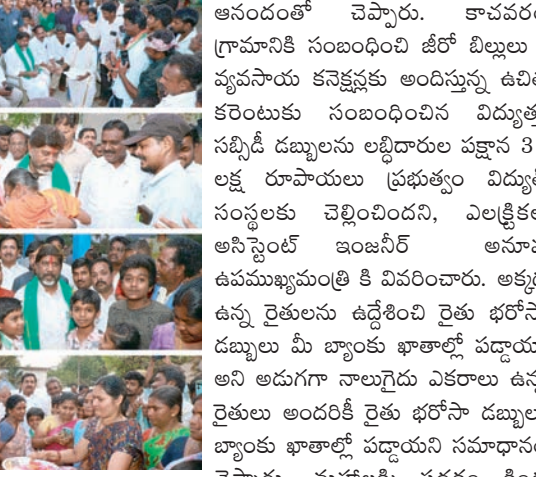 ఆనందంతో చెప్పారు. కాచవరం
గ్రామానికి సంబంధించి జీరో బిల్లులు
వ్యవసాయ కనెక్షన్లకు అందిస్తున్న ఉచిత
కరెంటుకు సంబంధించిన విద్యుత్తు
సబ్సిడీ డబ్బులను లబ్ధిదారుల పక్షాన 3
లక్ష రూపాయలు ప్రభుత్వం విద్యుత్
సంస్థలకు చెల్లించిందని, ఎలక్ట్రికల్
అసిస్టెంట్ ఇంజనీర్
ఉపముఖ్యమంత్రి కి వివరించారు. అక్కడ
ఉన్న రైతులను ఉద్దేశించి రైతు భరోసా
డబ్బులు మీ బ్యాంకు ఖాతాల్లో పడ్డాయా
అని అడుగగా నాలుగైదు ఎకరాలు ఉన్న
రైతులు అందరికీ రైతు భరోసా డబ్బులు
బ్యాంకు ఖాతాల్లో పడ్డాయని సమాధానం